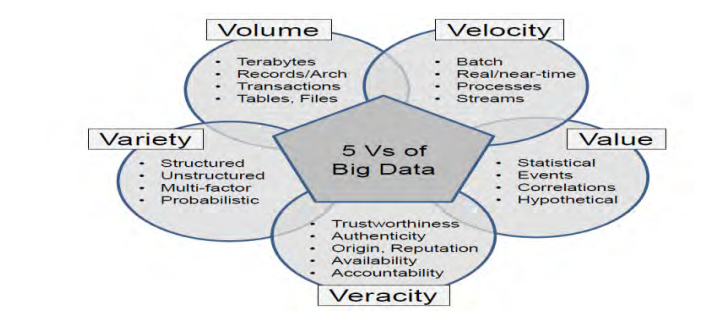 Volume
• Terabytes
• Records/Arch
• Transactions
• Tables, Files
Velocity
• Batch
• Real/near-time
• Processes
• Streams
Variety
• Structured
• Unstructured
• Multi-factor
• Probabilistic
5 Vs of
Big Data
Value
• Statistical
• Events
• Correlations
• Hypothetical
• Trustworthiness
• Authenticity
• Origin, Reputation
• Availability
• Accountability
Veracity